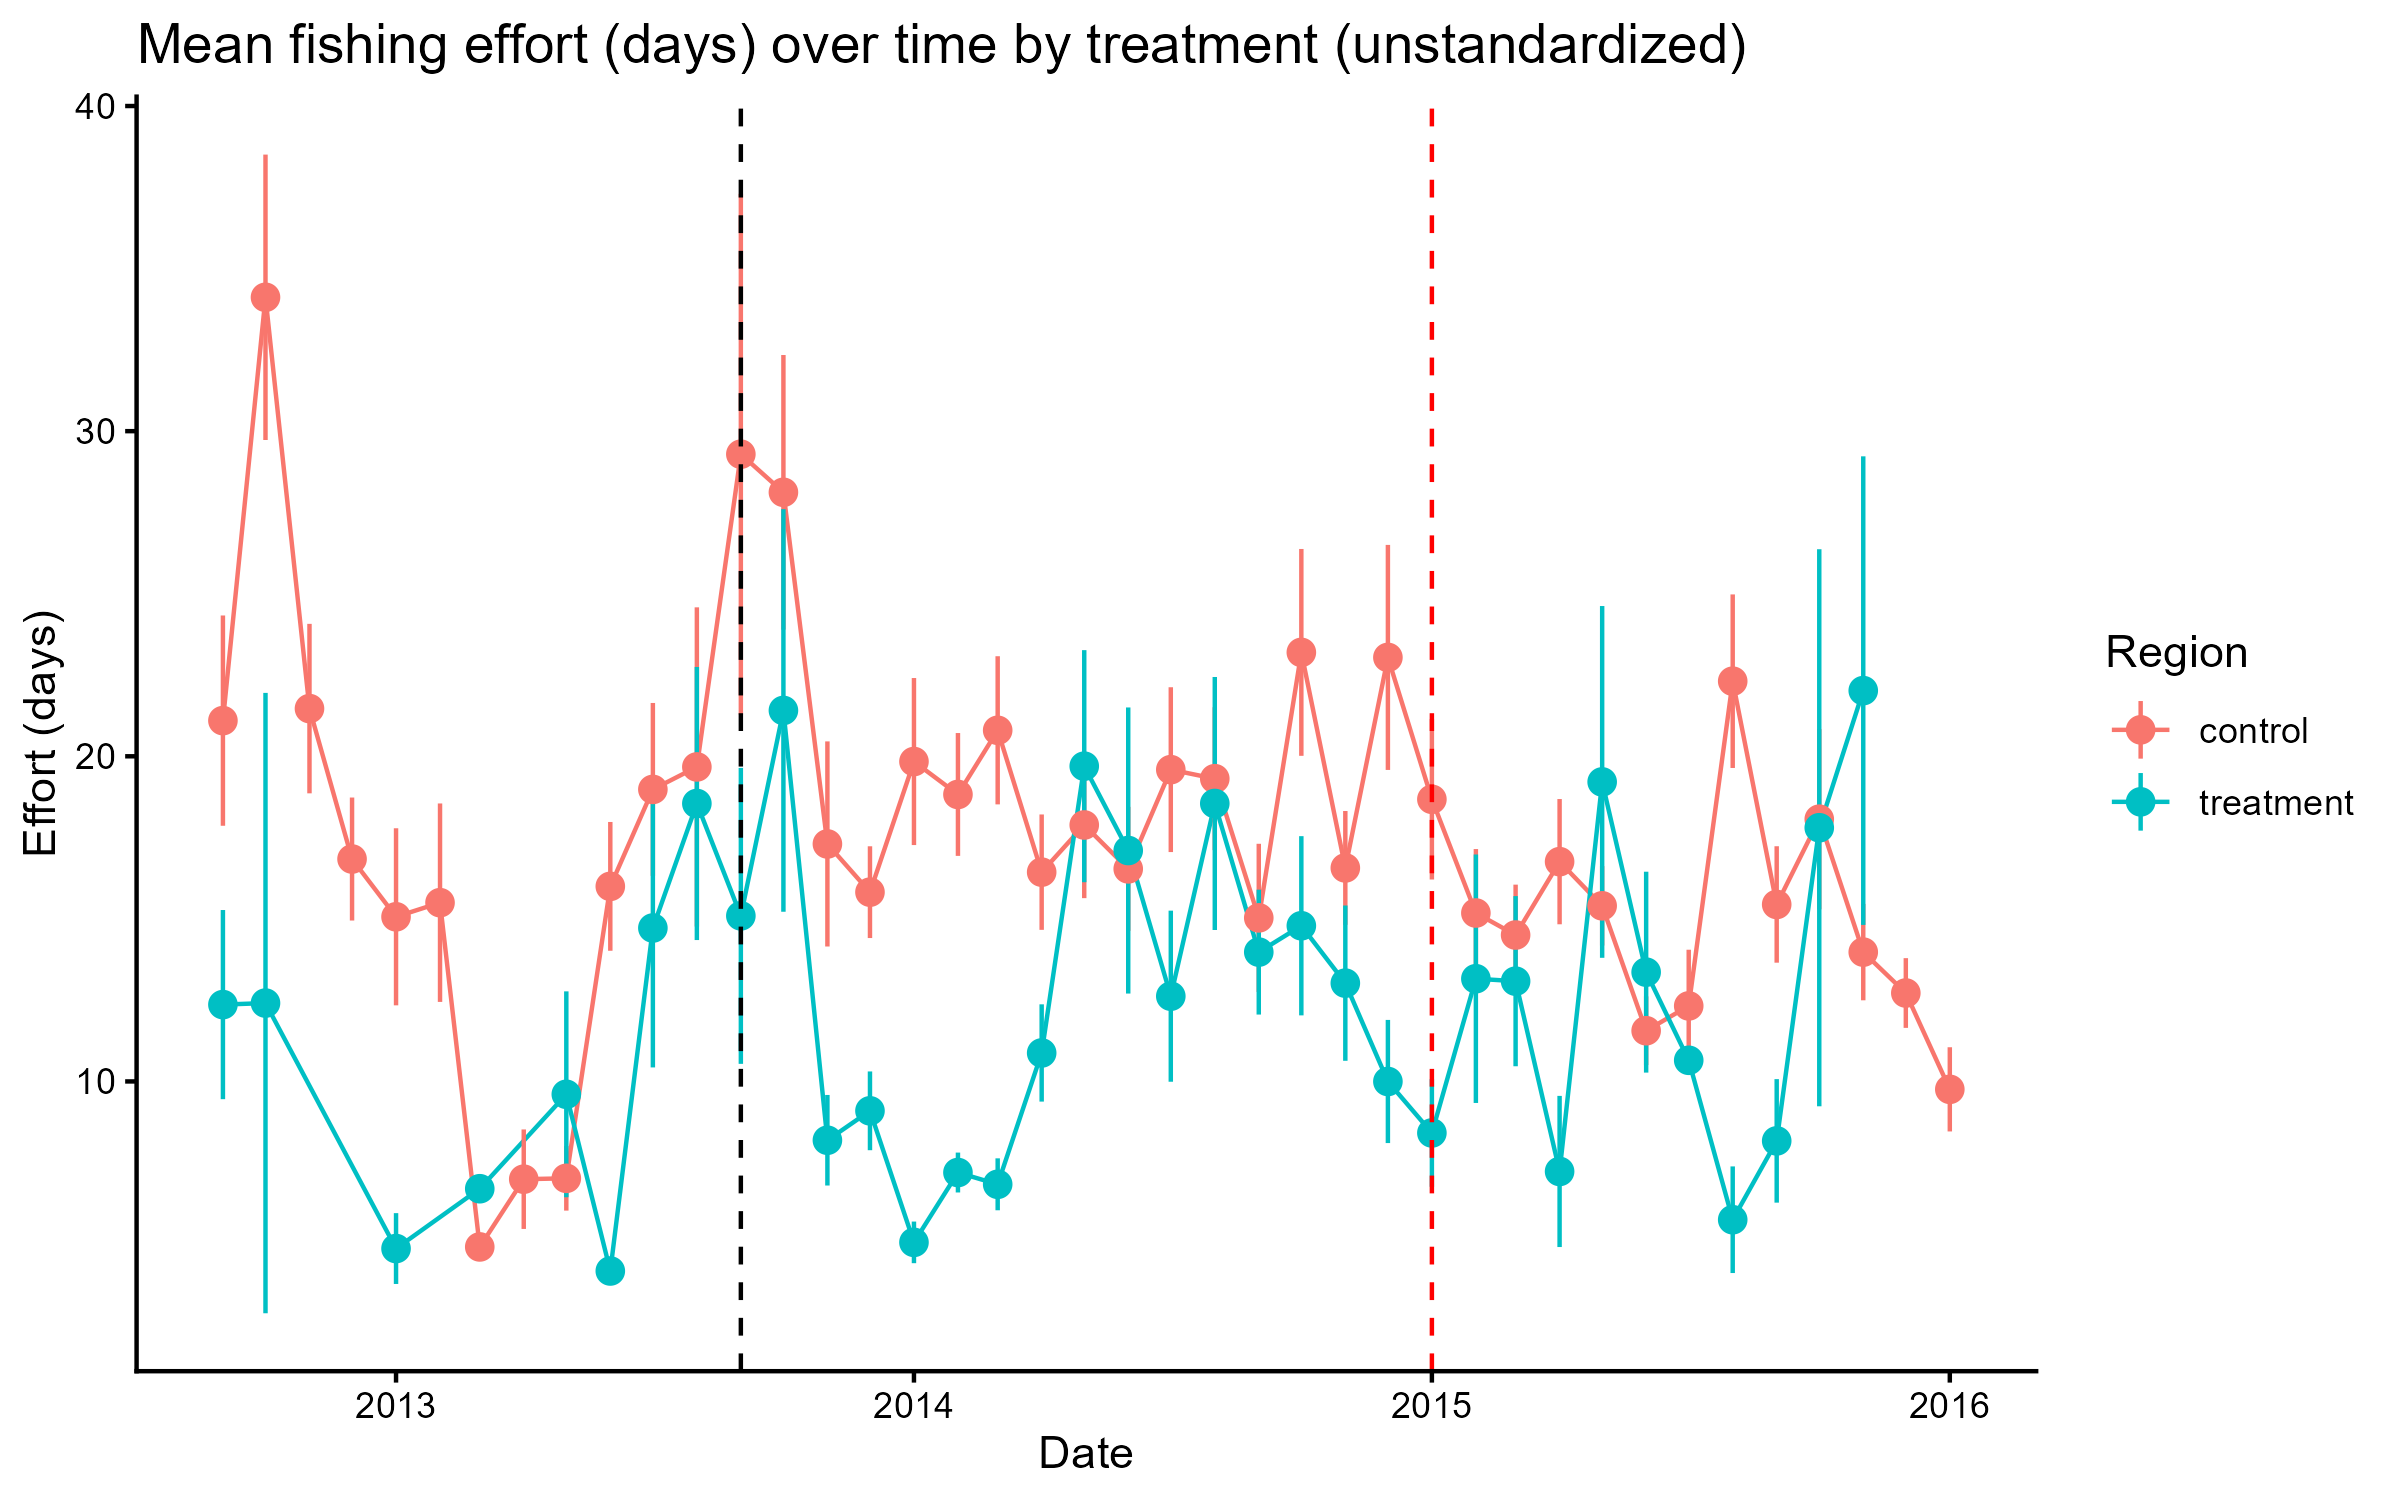 Mean fishing effort (days) over time by treatment (unstandardized)
40
30
20
10
Effort (days)
2013
2014
2015
2016
Date
Region
control
treatment